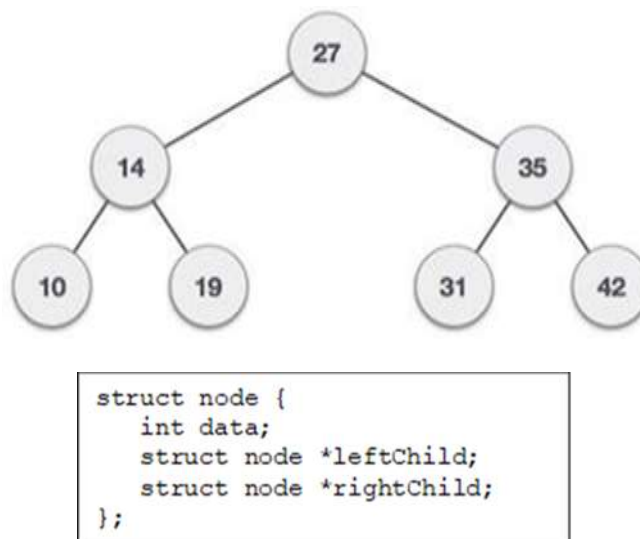 27
14 35
10 19 31 42
struct node {
   int data;
   struct node *leftChild;
   struct node *rightChild;
};